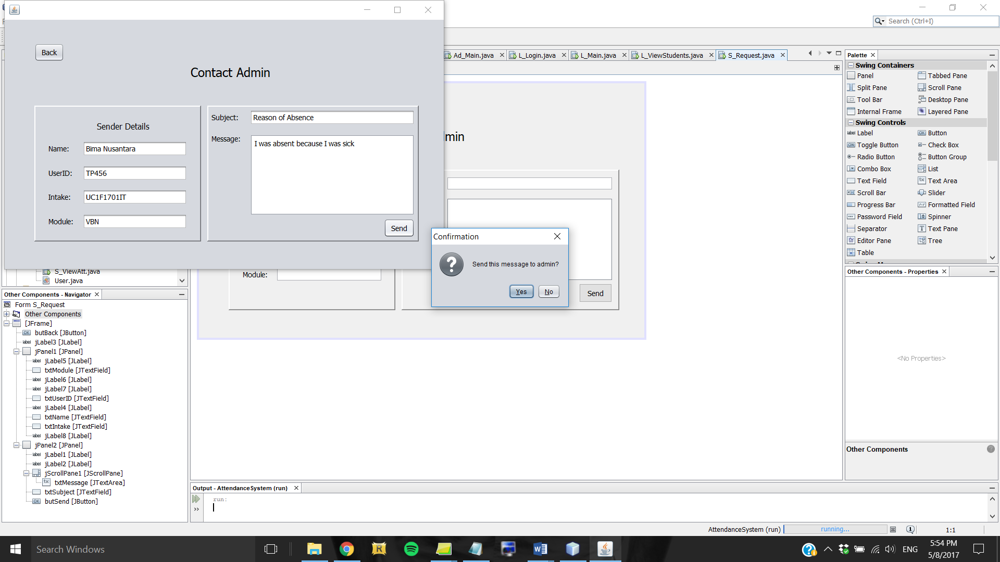 Back
Contact Admin
Sender Details
Name: Bima Nusantara
UserID: TP456
Intake: UC1F1701IT
Module: VBN
Subject: Reason of Absence
Message: I was absent because I was sick
Send
Search (Ctrl+I)
Ad_Main.java
L_Login.java
L_Main.java
L_ViewStudents.java
S_Request.java
min
Module:
Send
Confirmation
Send this message to admin?
Yes No
S_ViewAtt.java
User.java
Other Components - Navigator
Form S_Request
Other Components
[JFrame]
butBack [JButton]
jLabel3 [JLabel]
jPanel1 [JPanel]
jLabel5 [JLabel]
txtModule [JTextField]
jLabel6 [JLabel]
jLabel7 [JLabel]
txtUserID [JTextField]
jLabel4 [JLabel]
txtName [JTextField]
txtIntake [JTextField]
jLabel8 [JLabel]
jPanel2 [JPanel]
jLabel1 [JLabel]
jLabel2 [JLabel]
jScrollPane1 [JScrollPane]
txtMessage [JTextArea]
txtSubject [JTextField]
butSend [JButton]
Palette
Swing Containers
Panel Tabbed Pane
Split Pane Scroll Pane
Tool Bar Desktop Pane
Internal Frame Layered Pane
Swing Controls
Label Button
Toggle Button Check Box
Radio Button Button Group
Combo Box List
Text Field Text Area
Scroll Bar Slider
Progress Bar Formatted Field
Password Field Spinner
Separator Text Pane
Editor Pane Tree
Table
Other Components - Properties
<No Properties>
Other Components
Output - AttendanceSystem (run)
run:
AttendanceSystem (run) running... 1:1
Search Windows
ENG
5:54 PM
5/8/2017